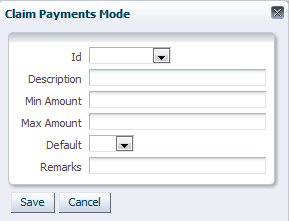 Claim Payments Mode
Id
Description
Min Amount
Max Amount
Default
Remarks
Save Cancel